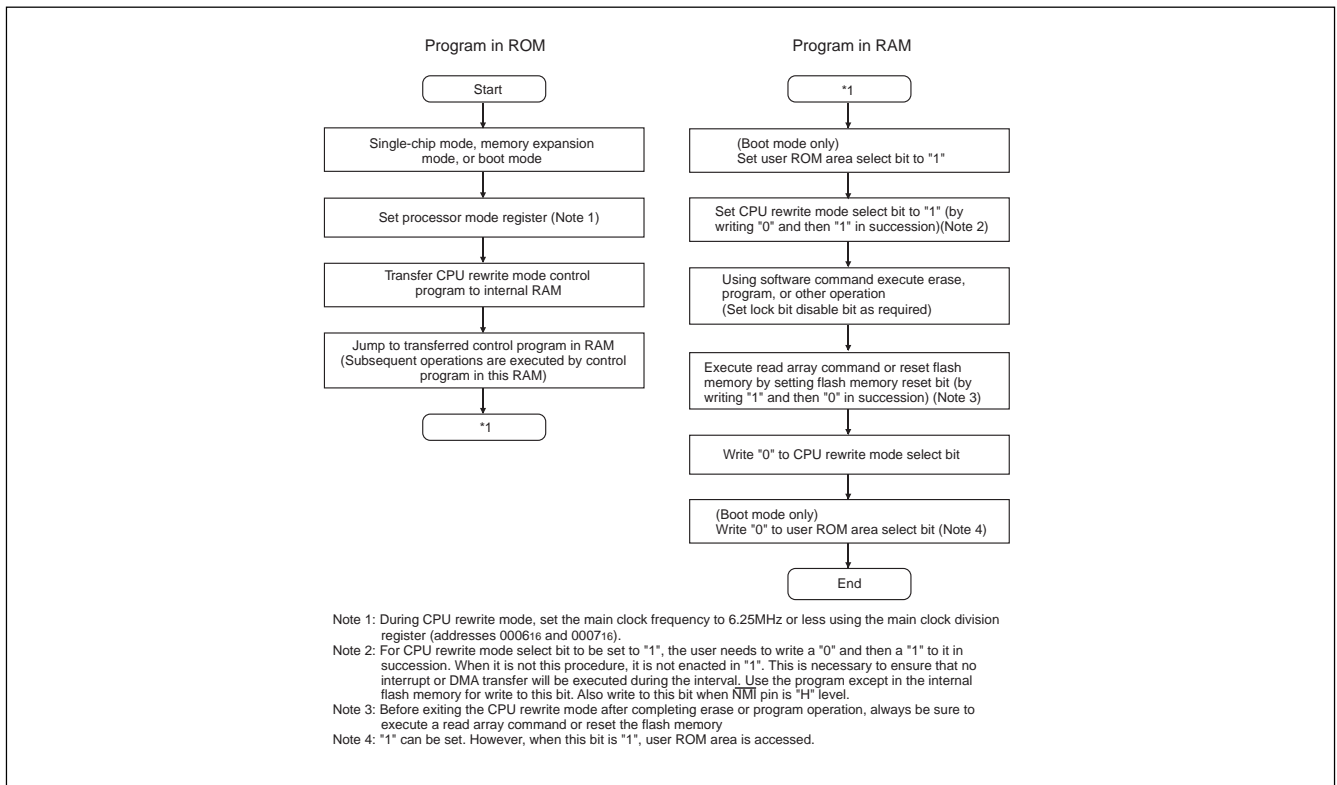 Program in ROM
Start
Single-chip mode, memory expansion
mode, or boot mode
Set processor mode register (Note 1)
Transfer CPU rewrite mode control
program to internal RAM
Jump to transferred control program in RAM
(Subsequent operations are executed by control
program in this RAM)
*1
Program in RAM
*1
(Boot mode only)
Set user ROM area select bit to "1"
Set CPU rewrite mode select bit to "1" (by
writing "0" and then "1" in succession)(Note 2)
Using software command execute erase,
program, or other operation
(Set lock bit disable bit as required)
Execute read array command or reset flash
memory by setting flash memory reset bit (by
writing "1" and then "0" in succession) (Note 3)
Write "0" to CPU rewrite mode select bit
(Boot mode only)
Write "0" to user ROM area select bit (Note 4)
End
Note 1: During CPU rewrite mode, set the main clock frequency to 6.25MHz or less using the main clock division
register (addresses 000616 and 000716).
Note 2: For CPU rewrite mode select bit to be set to "1", the user needs to write a "0" and then a "1" to it in
succession. When it is not this procedure, it is not enacted in "1". This is necessary to ensure that no
interrupt or DMA transfer will be executed during the interval. Use the program except in the internal
flash memory for write to this bit. Also write to this bit when NMI pin is "H" level.
Note 3: Before exiting the CPU rewrite mode after completing erase or program operation, always be sure to
execute a read array command or reset the flash memory
Note 4: "1" can be set. However, when this bit is "1", user ROM area is accessed.